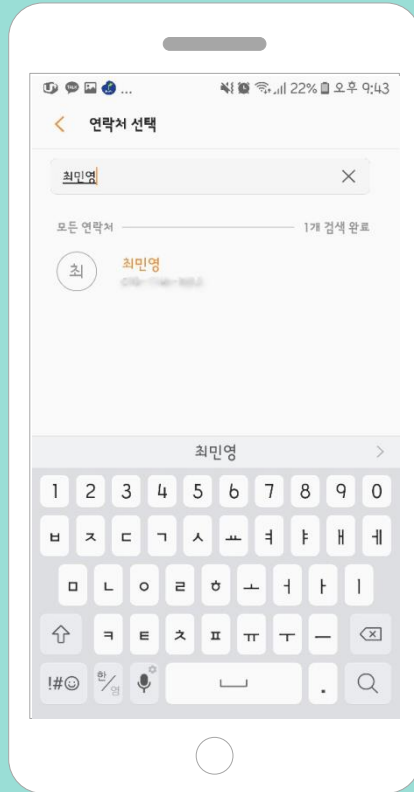 ... 22% 오후 9:43
연락처 선택
최민영
모든 연락처 1개 검색 완료
최 최민영
최민영
1 2 3 4 5 6 7 8 9 0
ㅂ ㅈ ㄷ ㄱ ㅅ ㅛ ㅕ ㅑ ㅐ ㅔ
ㅁ ㄴ ㅇ ㄹ ㅎ ㅗ ㅓ ㅏ ㅣ
ㅋ ㅌ ㅊ ㅍ ㅠ ㅜ ㅡ
!#☺ 한/영 .